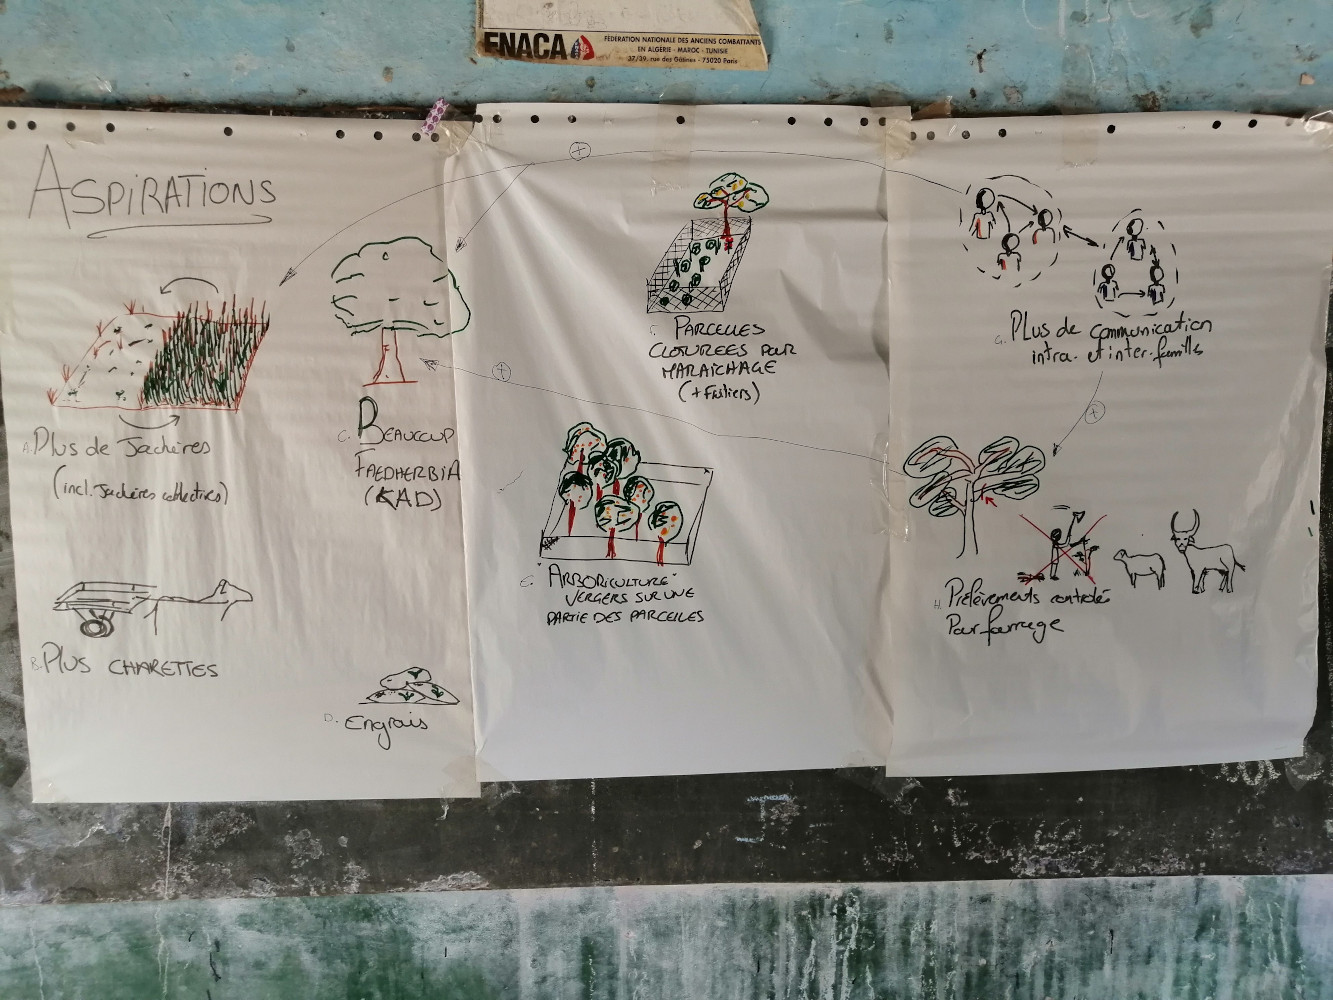 FNACA
FÉDÉRATION NATIONALE DES ANCIENS COMBATTANTS
EN ALGÉRIE - MAROC - TUNISIE
37/39, rue des Gâtines - 75020 Paris
ASPIRATIONS
A. Plus de Jachères
(incl. Jachères collectives)
B. PLUS CHARETTES
C. BEAUCOUP
FAEDHERBIA
(KAD)
D. Engrais
+
+
F. PARCELLES
CLOTUREES POUR
MARAICHAGE
(+ Fruitiers)
E. "ARBORICULTURE"
VERGERS SUR UNE
PARTIE DES PARCELLES
G. Plus de communication
intra- et inter-familles
+
H. Prélèvements controlés
Pour fourrage